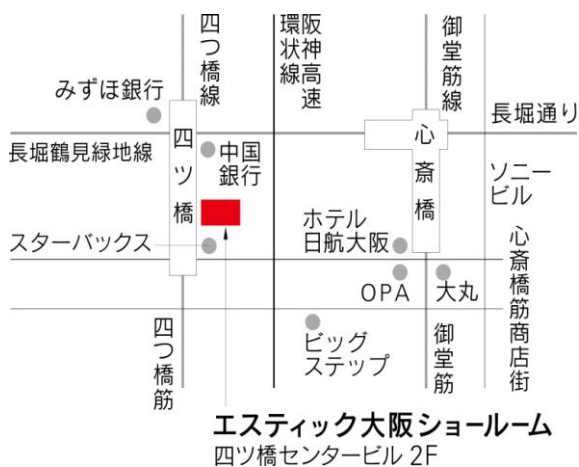 四つ橋線
阪神高速
環状線
御堂筋線
みずほ銀行
長堀通り
長堀鶴見緑地線
四ツ橋
心斎橋
中国
銀行
ソニー
ビル
ホテル
日航大阪
スターバックス
心斎橋筋商店街
OPA
大丸
四つ橋筋
ビッグ
ステップ
御堂筋
エスティック大阪ショールーム
四ツ橋センタービル 2F